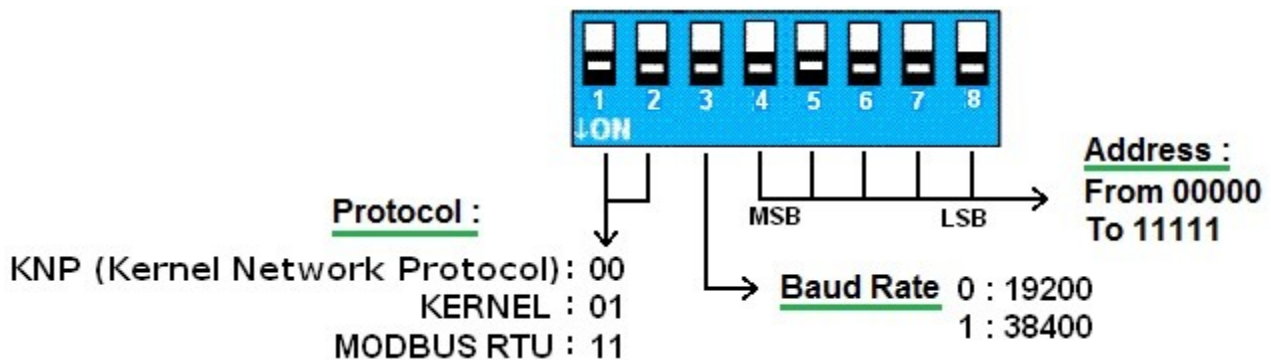 1 2 3 4 5 6 7 8
↓ON
Address :
From 00000
To 11111
MSB LSB
Protocol :
KNP (Kernel Network Protocol): 00
KERNEL : 01
MODBUS RTU : 11
Baud Rate 0 : 19200
1 : 38400